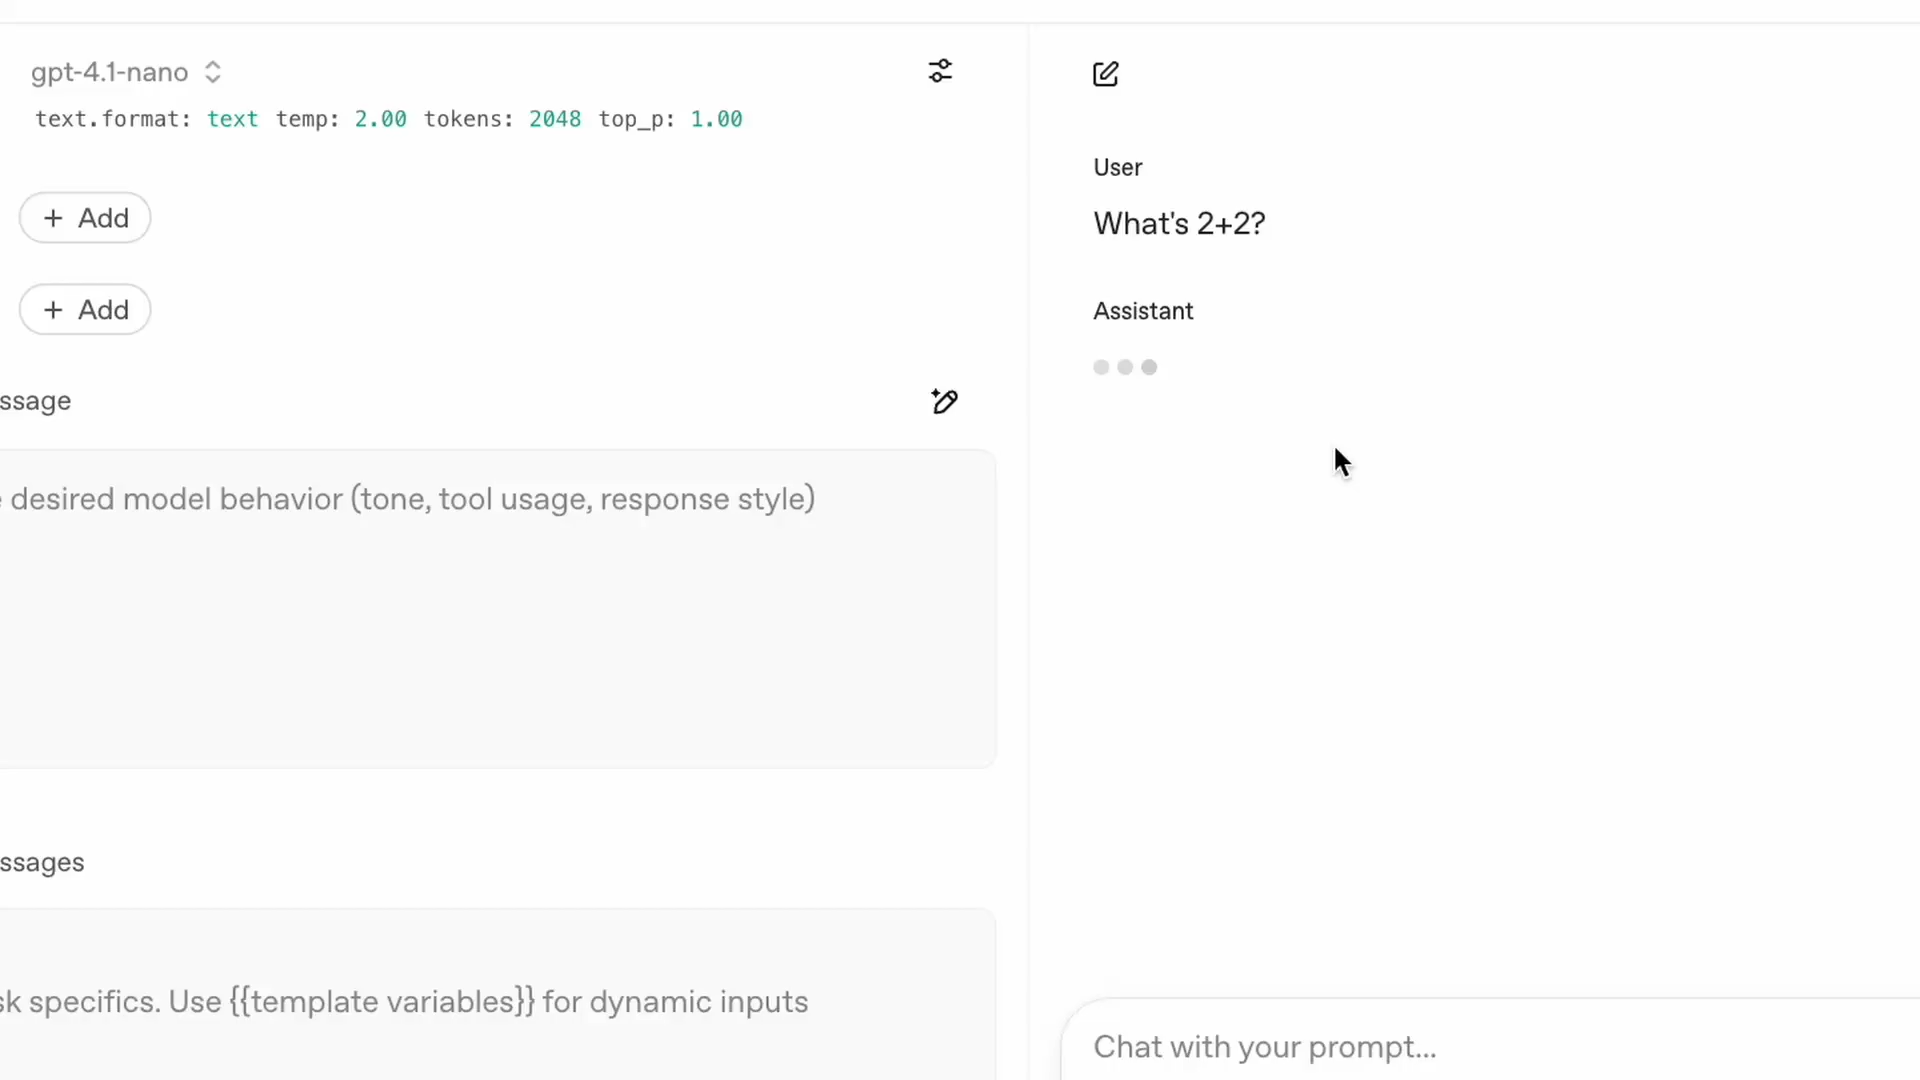 gpt-4.1-nano
text.format: text temp: 2.00 tokens: 2048 top_p: 1.00
+ Add
+ Add
ssage
desired model behavior (tone, tool usage, response style)
ssages
sk specifics. Use {{template variables}} for dynamic inputs
User
What's 2+2?
Assistant
Chat with your prompt...